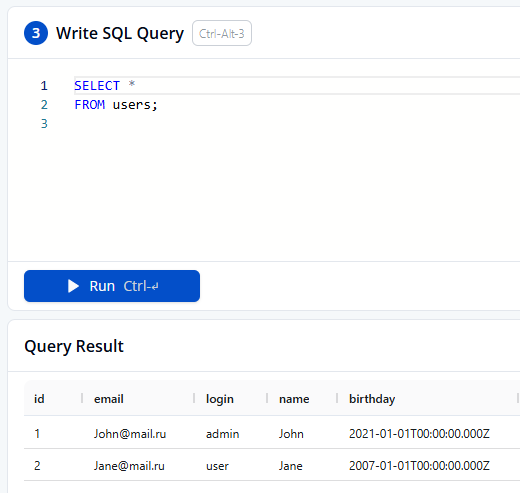 3 Write SQL Query Ctrl-Alt-3
1 SELECT *
2 FROM users;
3
Run Ctrl-↵
Query Result
id email login name birthday
1 John@mail.ru admin John 2021-01-01T00:00:00.000Z
2 Jane@mail.ru user Jane 2007-01-01T00:00:00.000Z